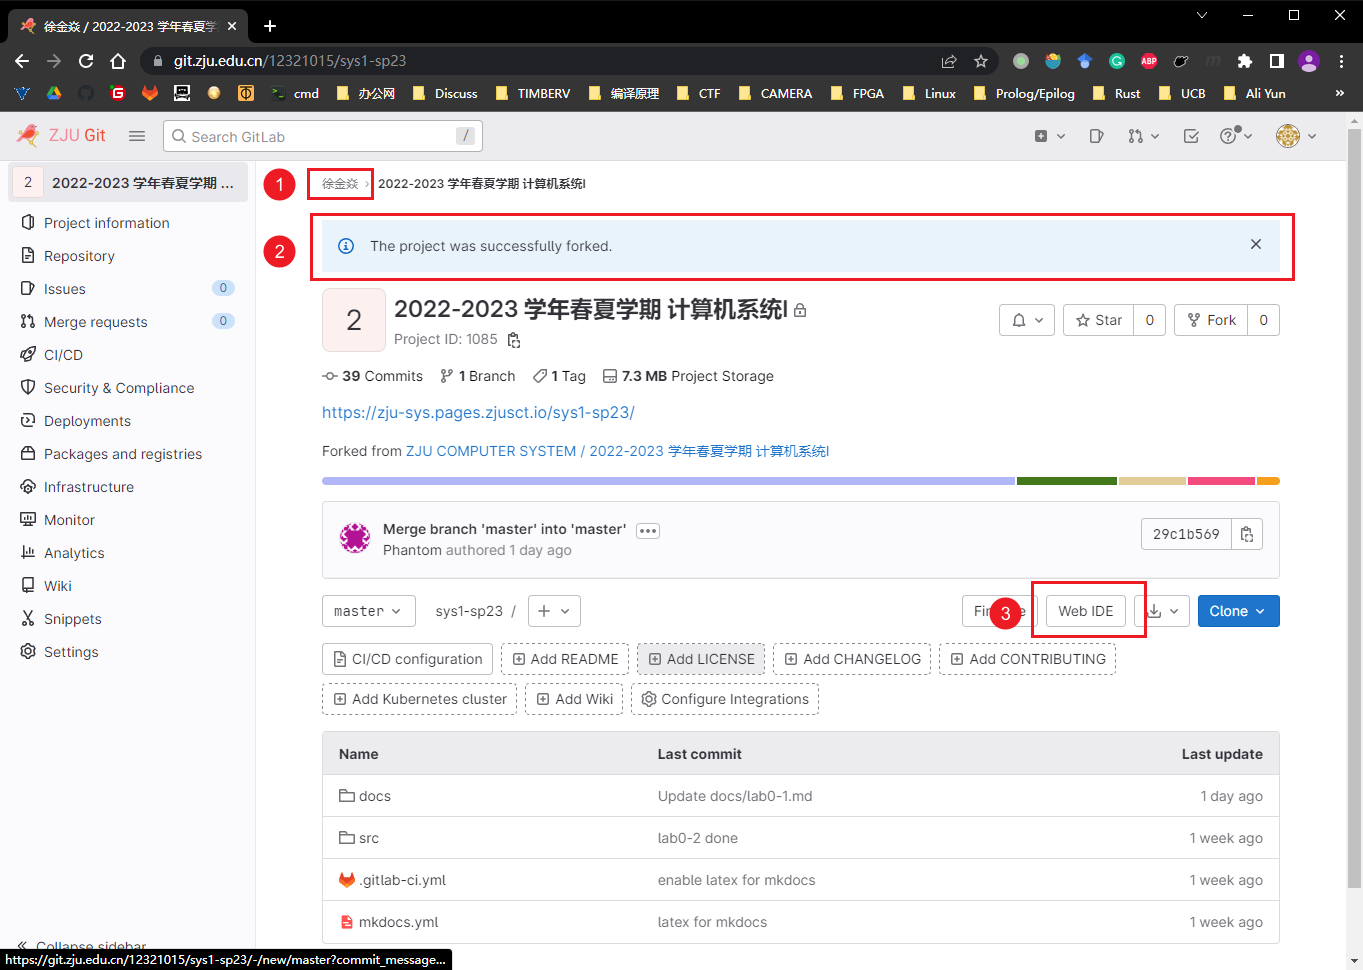 徐金焱 / 2022-2023 学年春夏学
git.zju.edu.cn/12321015/sys1-sp23
ABP
cmd 办公网 Discuss TIMBERV 编译原理 CTF CAMERA FPGA Linux Prolog/Epilog Rust UCB Ali Yun »
ZJU Git Search GitLab /
2 2022-2023 学年春夏学期 ...
Project information
Repository
Issues 0
Merge requests 0
CI/CD
Security & Compliance
Deployments
Packages and registries
Infrastructure
Monitor
Analytics
Wiki
Snippets
Settings
« Collapse sidebar
https://git.zju.edu.cn/12321015/sys1-sp23/-/new/master?commit_message...
1 徐金焱 › 2022-2023 学年春夏学期 计算机系统I
2 The project was successfully forked.
2 2022-2023 学年春夏学期 计算机系统I
Project ID: 1085
Star 0 Fork 0
39 Commits 1 Branch 1 Tag 7.3 MB Project Storage
https://zju-sys.pages.zjusct.io/sys1-sp23/
Forked from ZJU COMPUTER SYSTEM / 2022-2023 学年春夏学期 计算机系统I
Merge branch 'master' into 'master'
Phantom authored 1 day ago
29c1b569
master sys1-sp23 / + 3 Web IDE Clone
CI/CD configuration Add README Add LICENSE Add CHANGELOG Add CONTRIBUTING
Add Kubernetes cluster Add Wiki Configure Integrations
Name Last commit Last update
docs Update docs/lab0-1.md 1 day ago
src lab0-2 done 1 week ago
.gitlab-ci.yml enable latex for mkdocs 1 week ago
mkdocs.yml latex for mkdocs 1 week ago